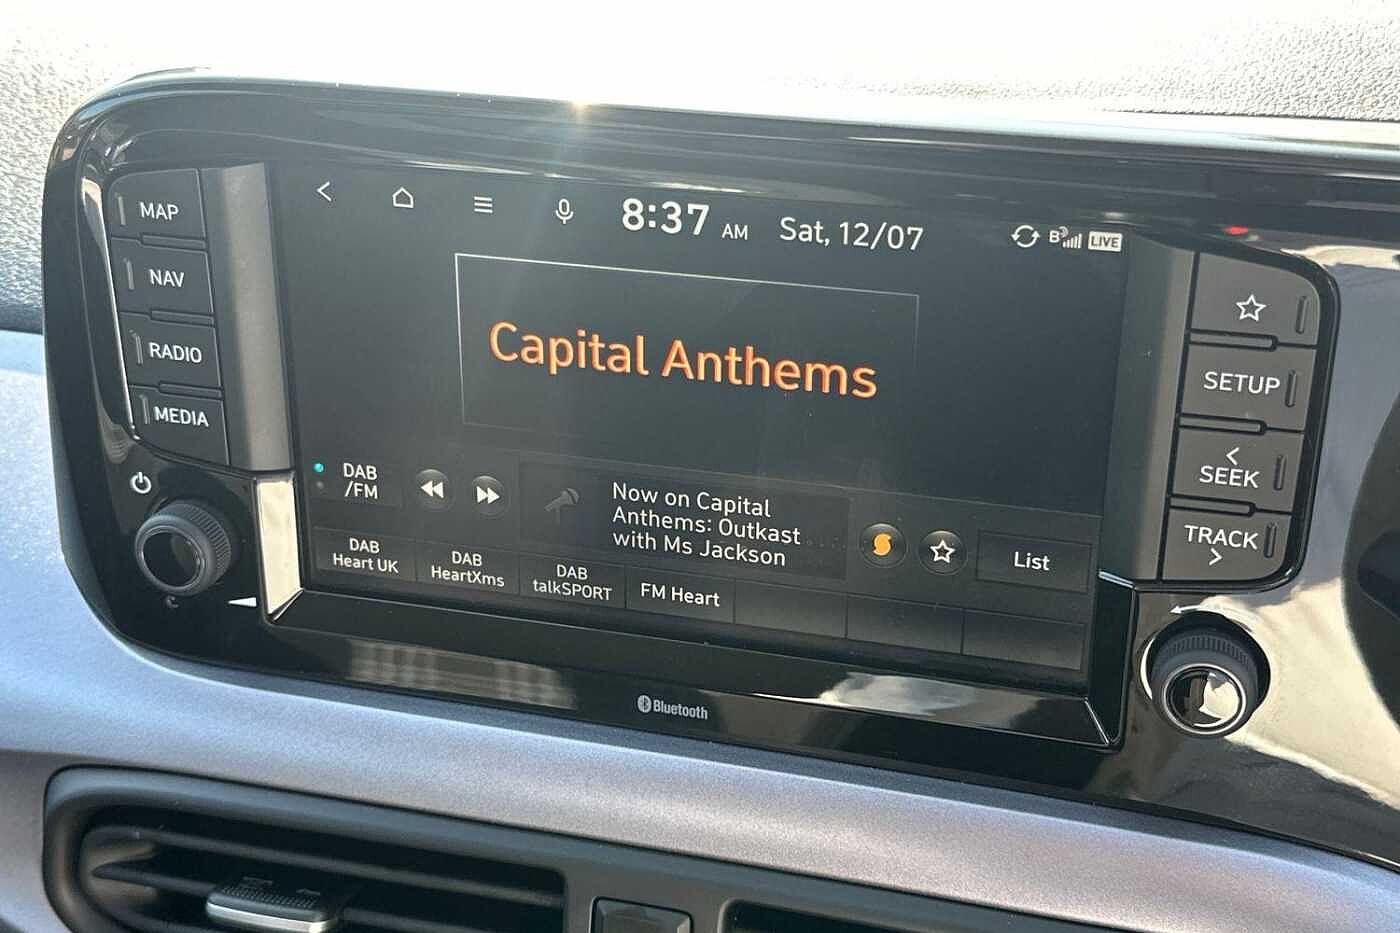 MAP
NAV
RADIO
MEDIA
8:37 AM Sat, 12/07
B LIVE
Capital Anthems
DAB
/FM
Now on Capital
Anthems: Outkast
with Ms Jackson
List
DAB
Heart UK
DAB
HeartXms
DAB
talkSPORT
FM Heart
SETUP
< SEEK
TRACK >
Bluetooth